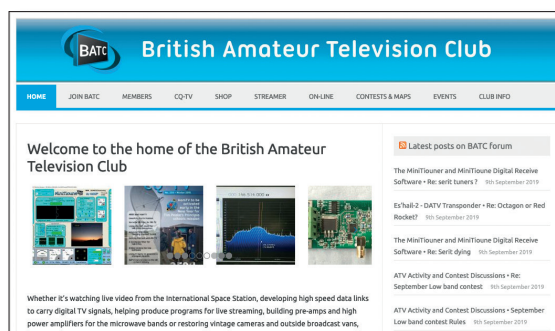 BATC
British Amateur Television Club
HOME JOIN BATC MEMBERS CQ-TV SHOP STREAMER ON-LINE CONTESTS & MAPS EVENTS CLUB INFO
Welcome to the home of the British Amateur
Television Club
Whether it's watching live video from the International Space Station, developing high speed data links
to carry digital TV signals, helping produce programs for live streaming, building pre-amps and high
power amplifiers for the microwave bands or restoring vintage cameras and outside broadcast vans,
Latest posts on BATC forum
The MiniTiouner and MiniTioune Digital Receive
Software • Re: serit tuners ? 9th September 2019
Es'hail-2 - DATV Transponder • Re: Octagon or Red
Rocket? 9th September 2019
The MiniTiouner and MiniTioune Digital Receive
Software • Re: Serit dying 9th September 2019
ATV Activity and Contest Discussions • Re:
September Low band contest 9th September 2019
ATV Activity and Contest Discussions • September
Low band contest Rules 9th September 2019